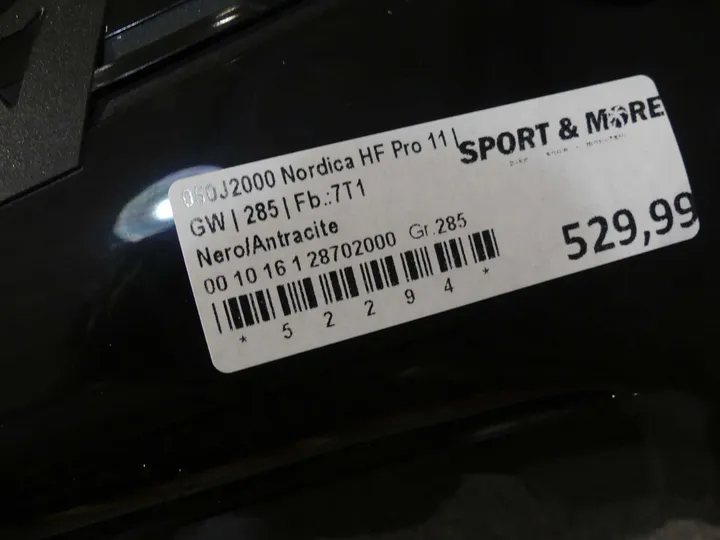 050J2000 Nordica HF Pro 11 |
GW | 285 | Fb.:7T1
Nero/Antracite
00 10 16 1 28702000 Gr.285
* 5 2 2 9 4 *
SPORT & MORE
529,99